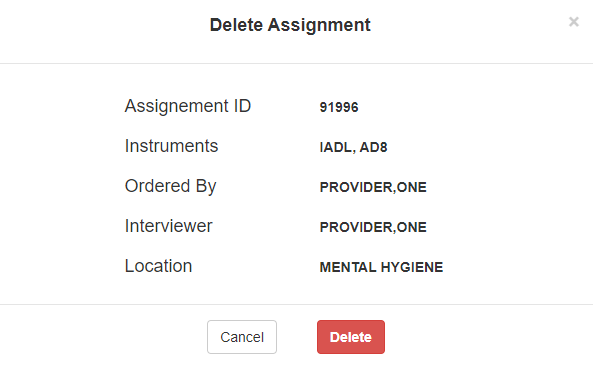 Delete Assignment
×
Assignement ID 91996
Instruments IADL, AD8
Ordered By PROVIDER,ONE
Interviewer PROVIDER,ONE
Location MENTAL HYGIENE
Cancel Delete